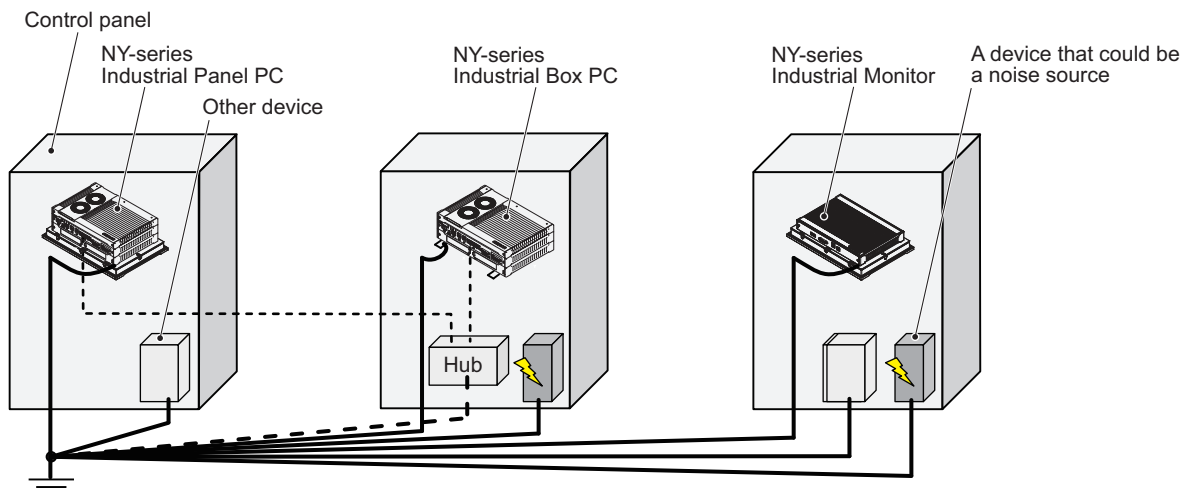 Control panel
NY-series
Industrial Panel PC
Other device
NY-series
Industrial Box PC
NY-series
Industrial Monitor
A device that could be
a noise source
Hub